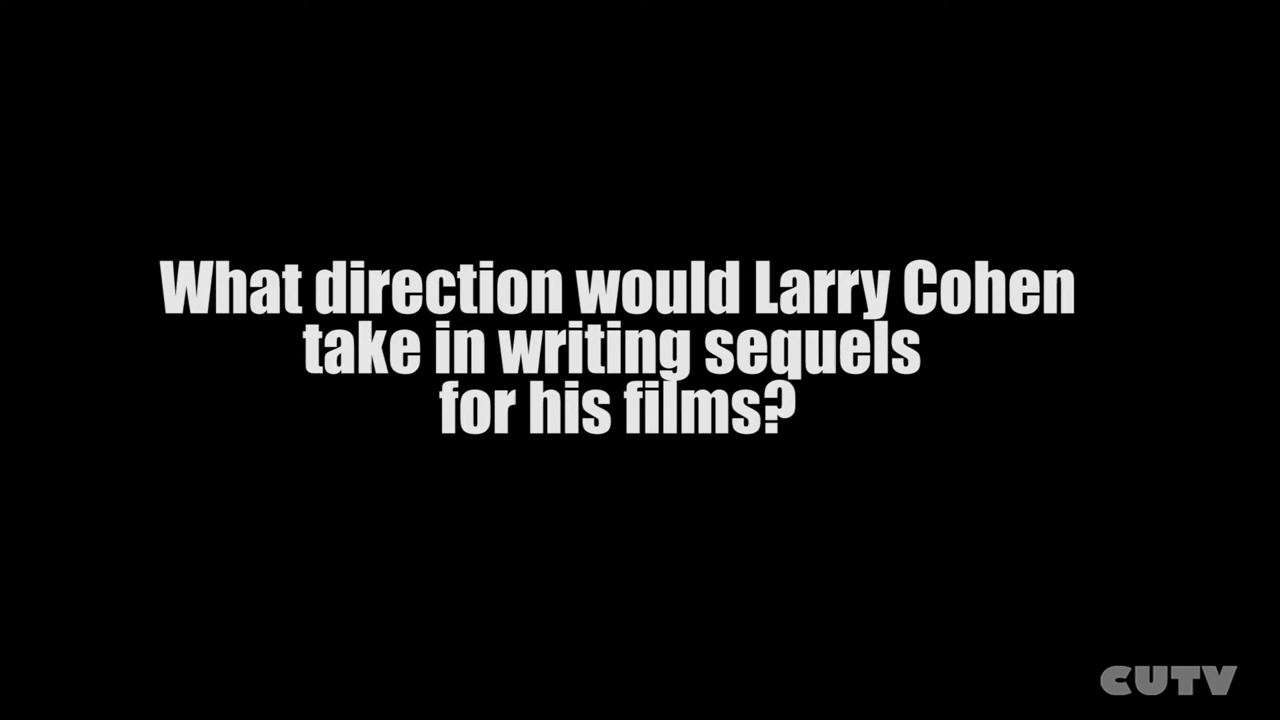 What direction would Larry Cohen
take in writing sequels
for his films?
CUTV